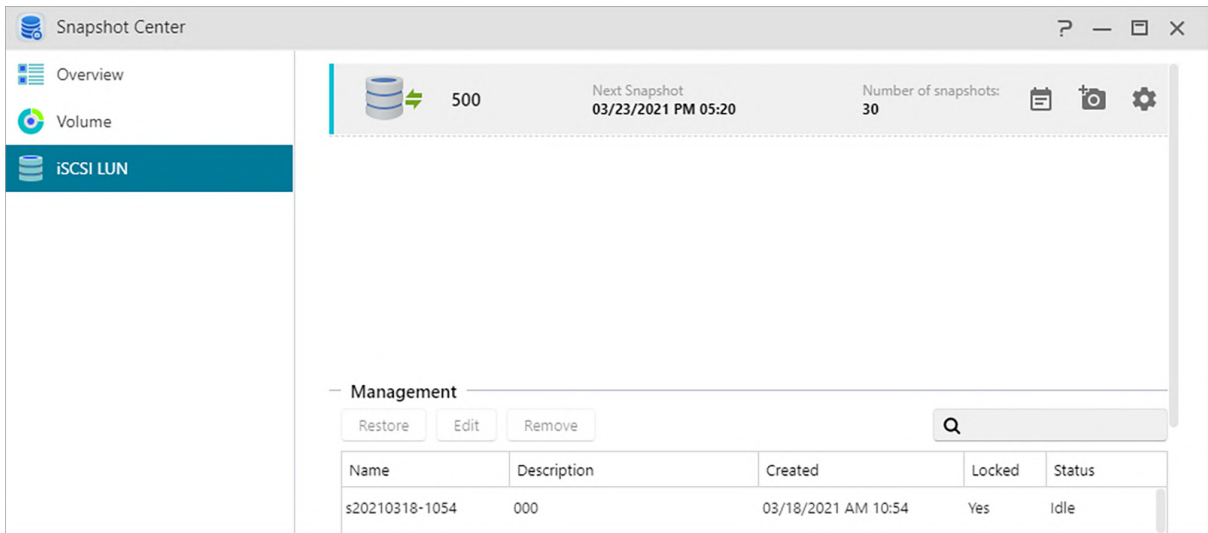 Snapshot Center
Overview
Volume
iSCSI LUN
500
Next Snapshot
03/23/2021 PM 05:20
Number of snapshots:
30
Management
Restore Edit Remove
Name Description Created Locked Status
s20210318-1054 000 03/18/2021 AM 10:54 Yes Idle